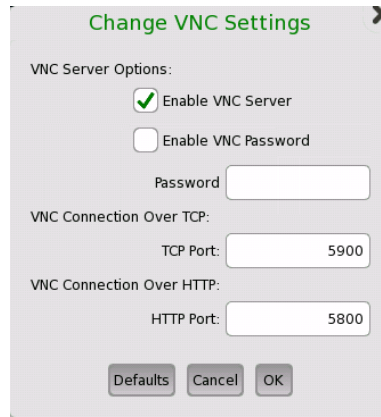 Change VNC Settings
VNC Server Options:
Enable VNC Server
Enable VNC Password
Password
VNC Connection Over TCP:
TCP Port: 5900
VNC Connection Over HTTP:
HTTP Port: 5800
Defaults Cancel OK